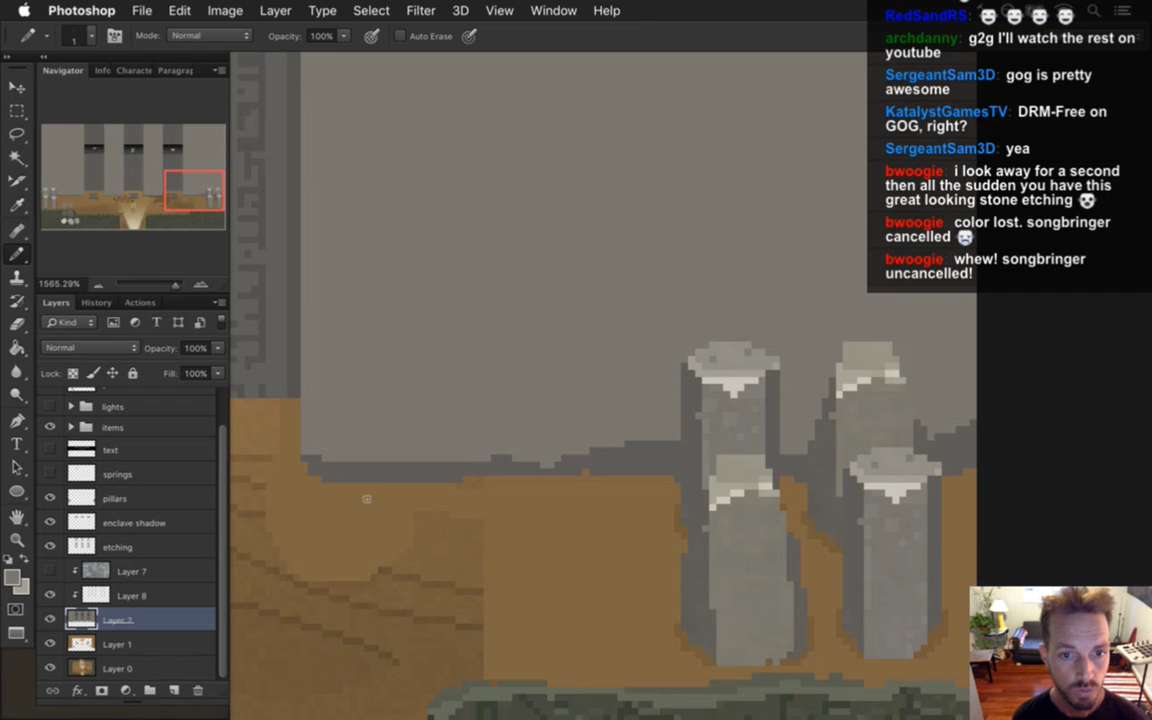 Photoshop File Edit Image Layer Type Select Filter 3D View Window Help
1 Mode: Normal Opacity: 100% Auto Erase
Navigator Info Characte Paragraj
1565.29%
Layers History Actions
Kind
Normal Opacity: 100%
Lock: Fill: 100%
lights
items
text
springs
pillars
enclave shadow
etching
Layer 7
Layer 8
Layer 2
Layer 1
Layer 0
fx
RedSandRS:
archdanny: g2g I'll watch the rest on
youtube
SergeantSam3D: gog is pretty
awesome
KatalystGamesTV: DRM-Free on
GOG, right?
SergeantSam3D: yea
bwoogie: i look away for a second
then all the sudden you have this
great looking stone etching
bwoogie: color lost. songbringer
cancelled
bwoogie: whew! songbringer
uncancelled!